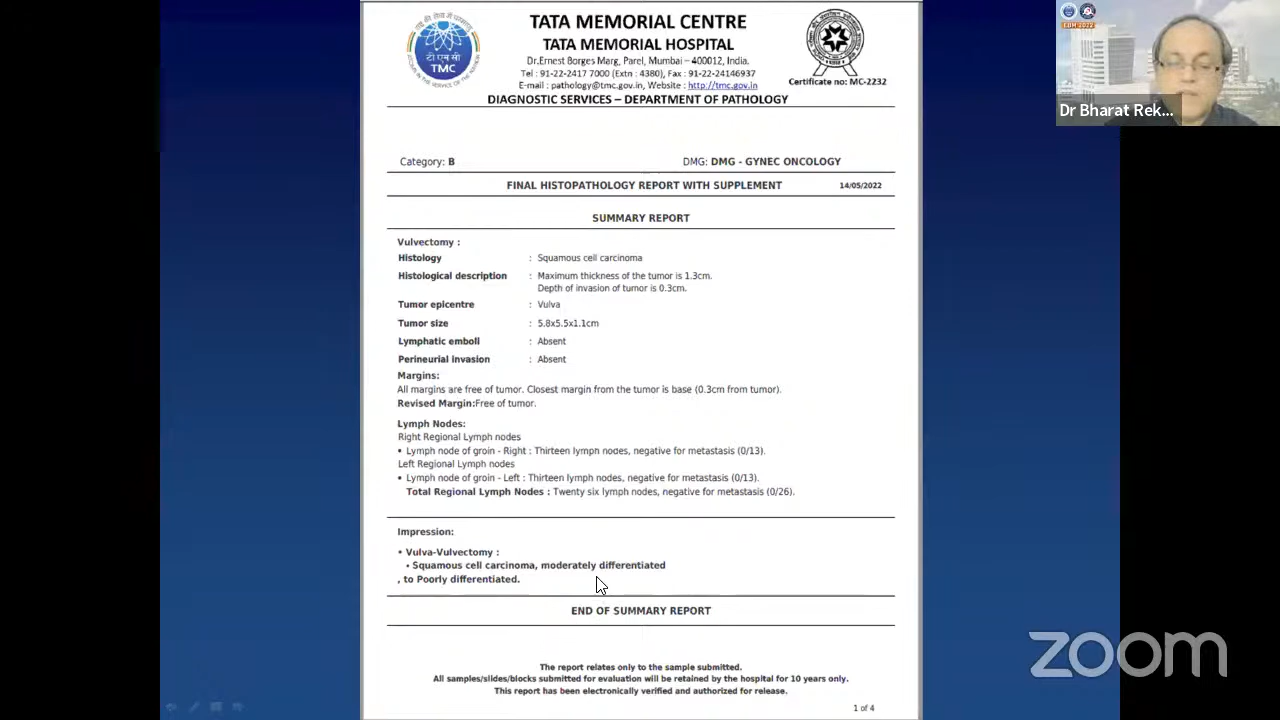 TATA MEMORIAL CENTRE
TATA MEMORIAL HOSPITAL
Dr.Ernest Borges Marg, Parel, Mumbai – 400012, India.
Tel : 91-22-2417 7000 (Extn : 4380), Fax : 91-22-24146937
E-mail : pathology@tmc.gov.in, Website : http://tmc.gov.in
DIAGNOSTIC SERVICES – DEPARTMENT OF PATHOLOGY
टी एम सी
TMC
Certificate no: MC-2232
EBM 2022
Dr Bharat Rek...
Category: B
DMG: DMG - GYNEC ONCOLOGY
FINAL HISTOPATHOLOGY REPORT WITH SUPPLEMENT 14/05/2022
SUMMARY REPORT
Vulvectomy :
Histology : Squamous cell carcinoma
Histological description : Maximum thickness of the tumor is 1.3cm.
Depth of invasion of tumor is 0.3cm.
Tumor epicentre : Vulva
Tumor size : 5.8x5.5x1.1cm
Lymphatic emboli : Absent
Perineurial invasion : Absent
Margins:
All margins are free of tumor. Closest margin from the tumor is base (0.3cm from tumor).
Revised Margin:Free of tumor.
Lymph Nodes:
Right Regional Lymph nodes
• Lymph node of groin - Right : Thirteen lymph nodes, negative for metastasis (0/13).
Left Regional Lymph nodes
• Lymph node of groin - Left : Thirteen lymph nodes, negative for metastasis (0/13).
Total Regional Lymph Nodes : Twenty six lymph nodes, negative for metastasis (0/26).
Impression:
• Vulva-Vulvectomy :
• Squamous cell carcinoma, moderately differentiated
, to Poorly differentiated.
END OF SUMMARY REPORT
The report relates only to the sample submitted.
All samples/slides/blocks submitted for evaluation will be retained by the hospital for 10 years only.
This report has been electronically verified and authorized for release.
1 of 4
zoom